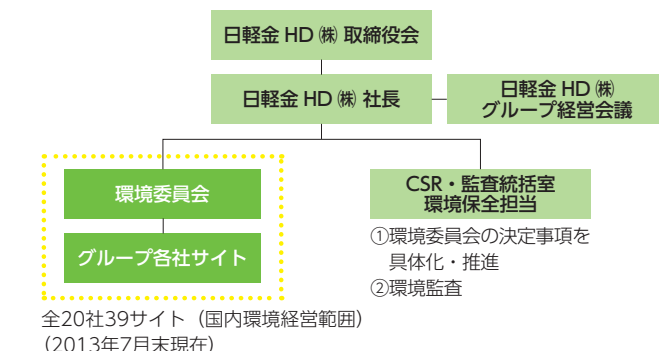 日軽金 HD ㈱ 取締役会
日軽金 HD ㈱ 社長
日軽金 HD ㈱
グループ経営会議
環境委員会
グループ各社サイト
CSR・監査統括室
環境保全担当
①環境委員会の決定事項を
具体化・推進
②環境監査
全20社39サイト（国内環境経営範囲）
（2013年7月末現在）